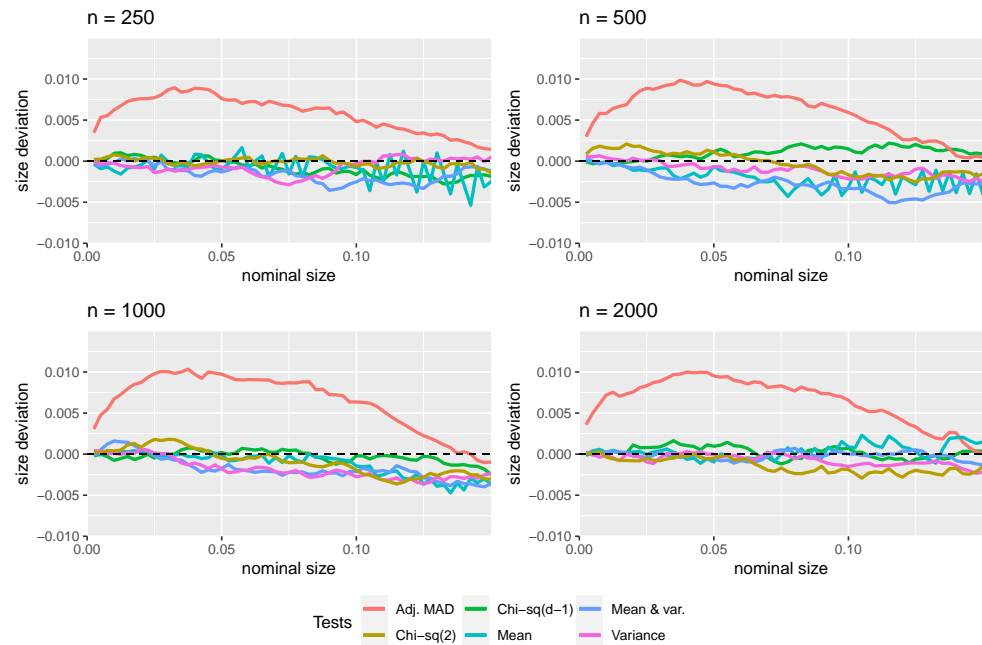 n = 250
n = 500
size deviation
0.010
0.005
0.000
−0.005
−0.010
0.00
0.05
0.10
nominal size
size deviation
0.010
0.005
0.000
−0.005
−0.010
0.00
0.05
0.10
nominal size
n = 1000
n = 2000
size deviation
0.010
0.005
0.000
−0.005
−0.010
0.00
0.05
0.10
nominal size
size deviation
0.010
0.005
0.000
−0.005
−0.010
0.00
0.05
0.10
nominal size
Tests
Adj. MAD
Chi−sq(d−1)
Mean & var.
Chi−sq(2)
Mean
Variance